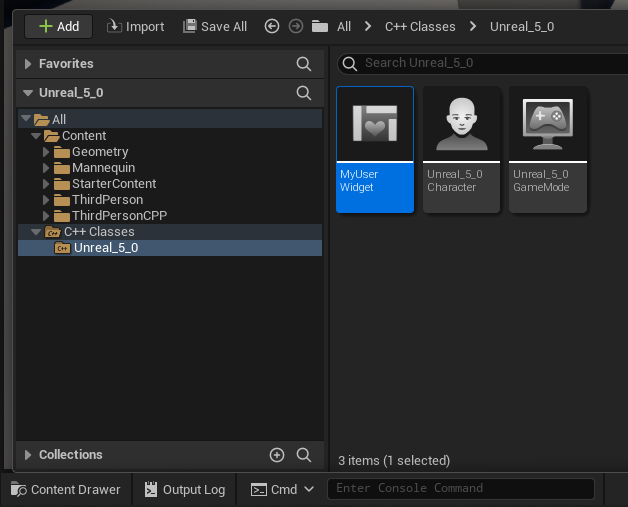 Add
Import
Save All
All
C++ Classes
Unreal_5_0
Favorites
Search Unreal_5_0
Unreal_5_0
All
Content
Geometry
Mannequin
StarterContent
ThirdPerson
ThirdPersonCPP
C++ Classes
C++
Unreal_5_0
C++
MyUser
Widget
Unreal_5_0
Character
Unreal_5_0
GameMode
Collections
3 items (1 selected)
Content Drawer
Output Log
Cmd
Enter Console Command